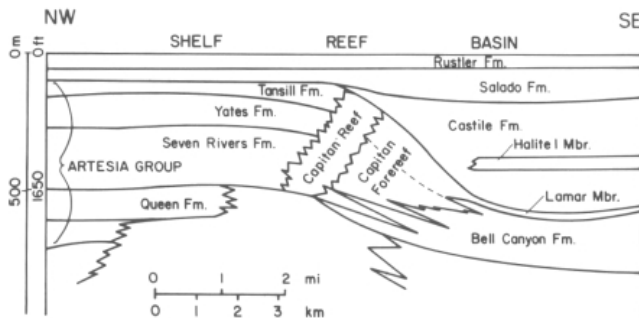 NW
SE
0 m
0 ft
SHELF
REEF
BASIN
Rustler Fm.
Tansill Fm.
Salado Fm.
Yates Fm.
Castile Fm.
Seven Rivers Fm.
Capitan Reef
Capitan
Forereef
Halite I Mbr.
ARTESIA GROUP
500
1650
Queen Fm.
Lamar Mbr.
Bell Canyon Fm.
0 1 2 mi
0 1 2 3 km